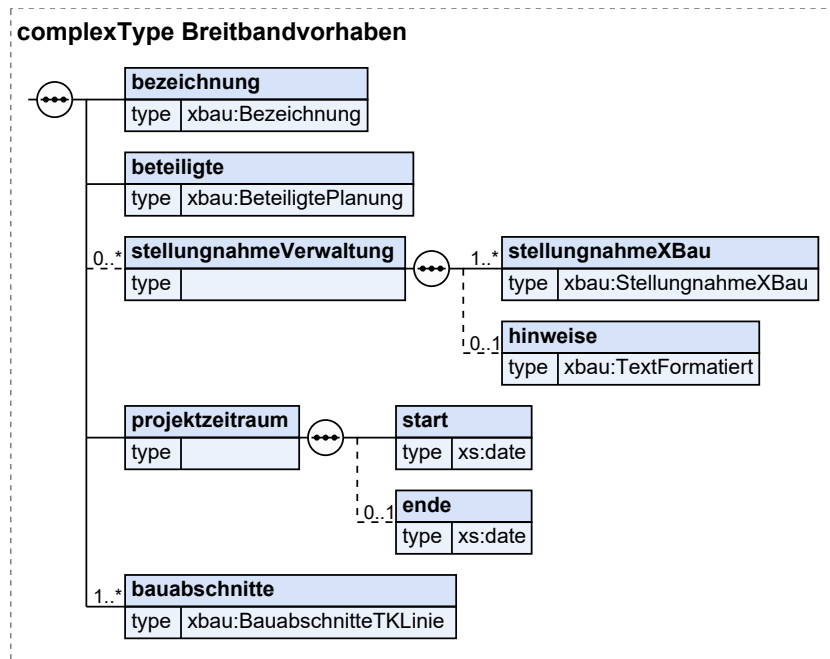 complexType Breitbandvorhaben
bezeichnung
type xbau:Bezeichnung
beteiligte
type xbau:BeteiligtePlanung
0..* stellungnahmeVerwaltung
type
1..* stellungnahmeXBau
type xbau:StellungnahmeXBau
0..1 hinweise
type xbau:TextFormatiert
projektzeitraum
type
start
type xs:date
0..1 ende
type xs:date
1..* bauabschnitte
type xbau:BauabschnitteTKLinie